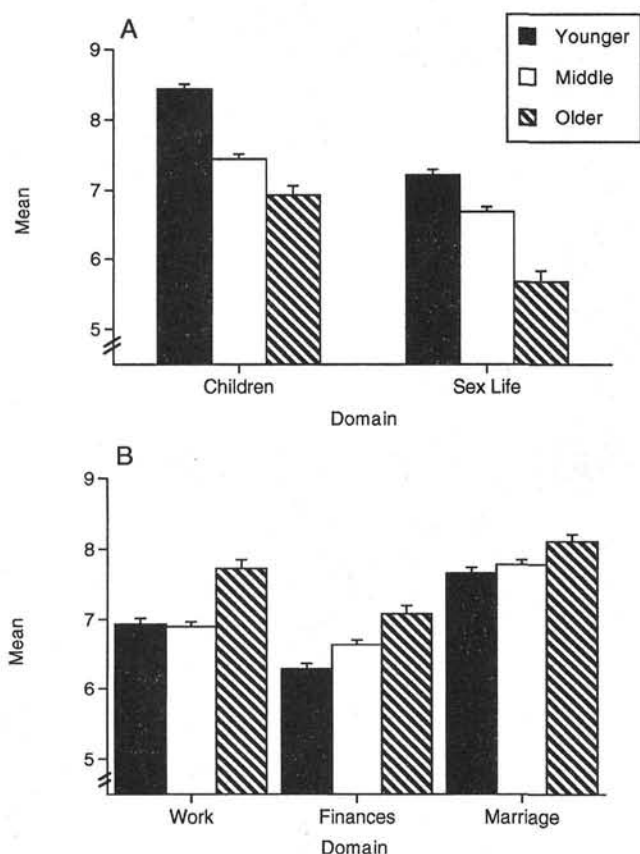 A
9
8
7
6
5
Mean
Younger
Middle
Older
Children
Sex Life
Domain
B
9
8
7
6
5
Mean
Work
Finances
Marriage
Domain